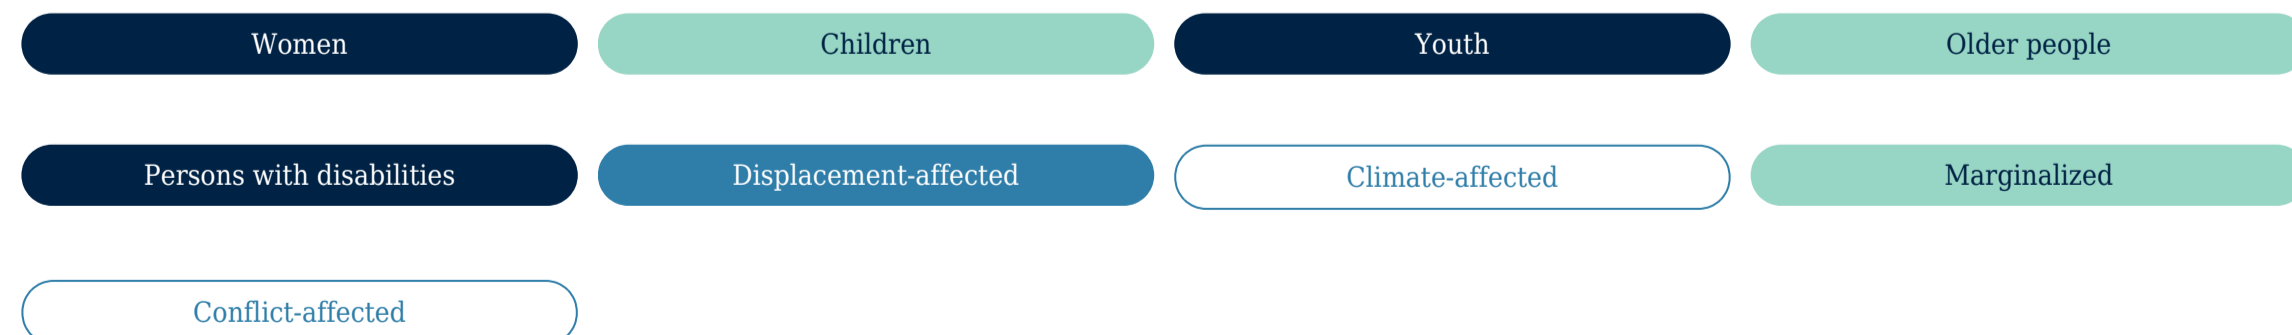 Women
Children
Youth
Older people
Persons with disabilities
Displacement-affected
Climate-affected
Marginalized
Conflict-affected